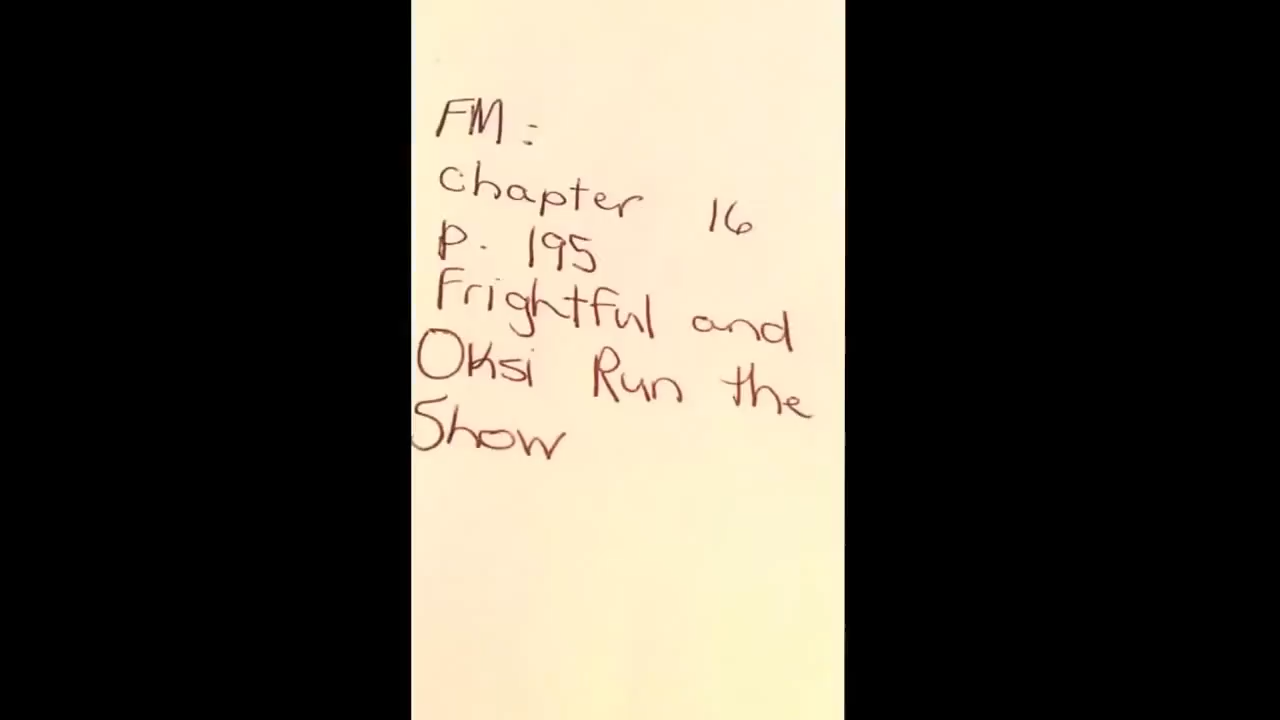 FM:
chapter 16
p. 195
Frightful and
Oksi Run the
Show